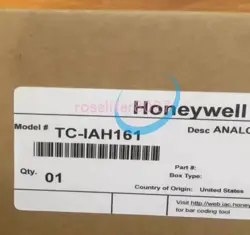 Honeywell
Model # TC-IAH161 Desc ANALO
Part #:
Qty. 01 Box Type:
Country of Origin: United States
Visit http://web.iac.honey
for bar coding tool